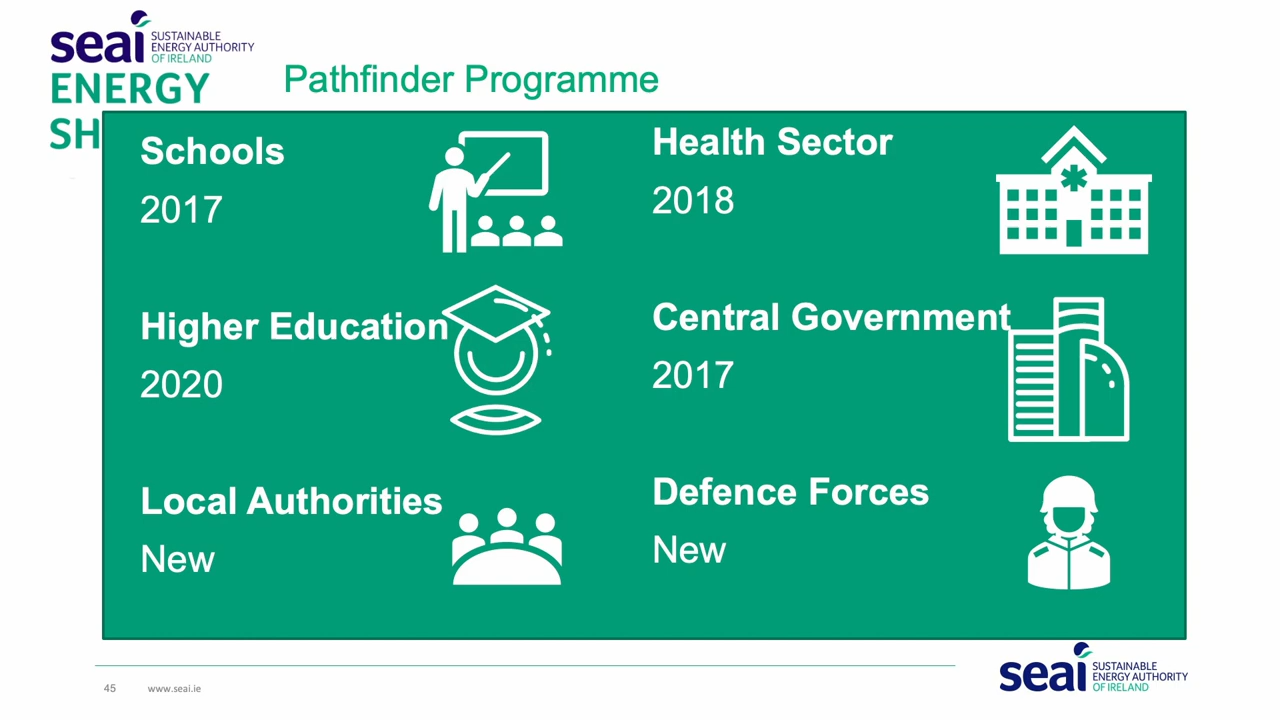 seai SUSTAINABLE
ENERGY AUTHORITY
OF IRELAND
ENERGY
SH
Pathfinder Programme
Schools
2017
Health Sector
2018
Higher Education
2020
Central Government
2017
Local Authorities
New
Defence Forces
New
45 www.seai.ie
seai SUSTAINABLE
ENERGY AUTHORITY
OF IRELAND